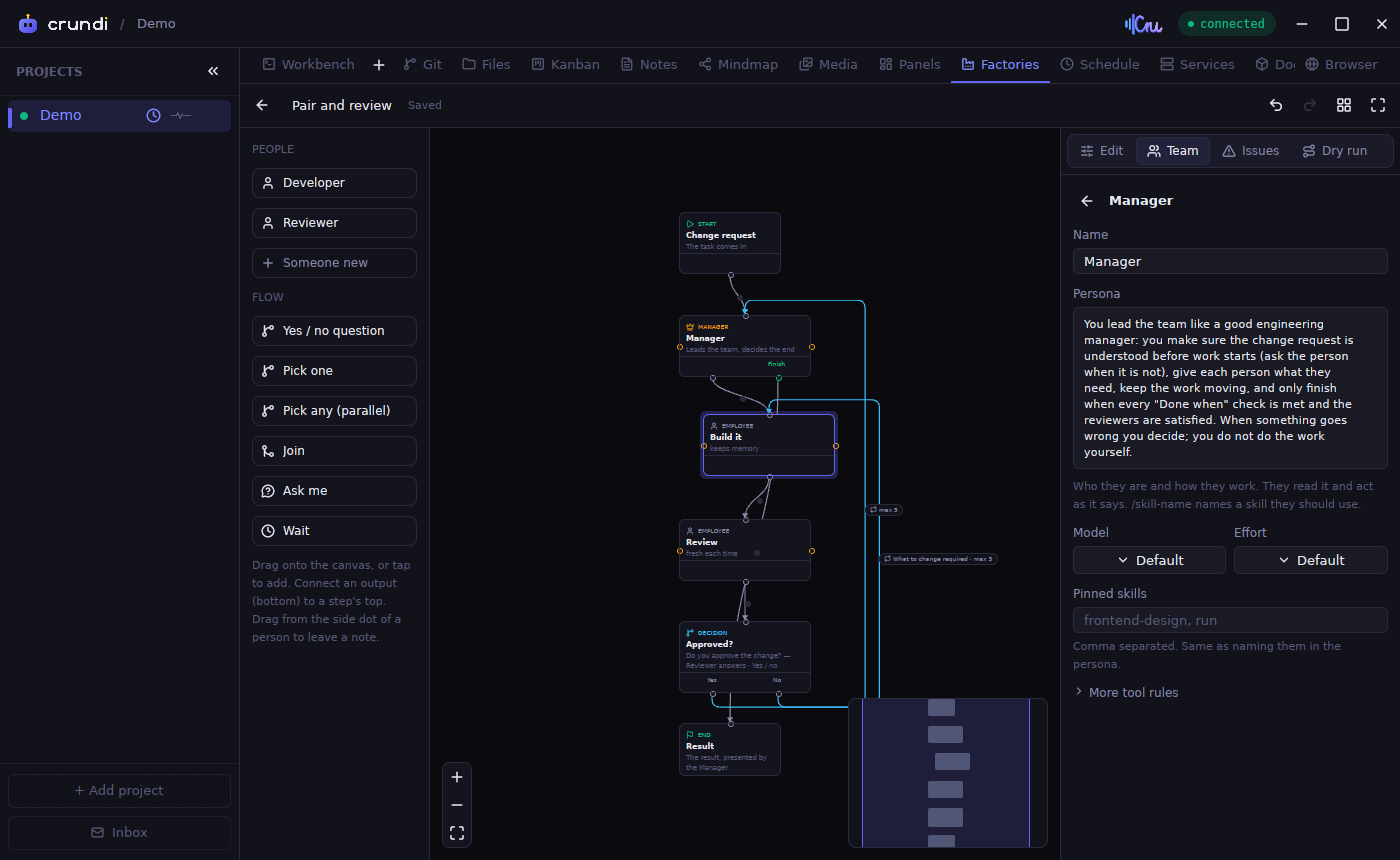 crundi / Demo
Cru
connected
PROJECTS
Workbench
Git
Files
Kanban
Notes
Mindmap
Media
Panels
Factories
Schedule
Services
Browser
Demo
Pair and review Saved
PEOPLE
Developer
Reviewer
Someone new
FLOW
Yes / no question
Pick one
Pick any (parallel)
Join
Ask me
Wait
Drag onto the canvas, or tap
to add. Connect an output
(bottom) to a step's top.
Drag from the side dot of a
person to leave a note.
START
Change request
The task comes in
MANAGER
Manager
Leads the team, decides the end
Finish
EMPLOYEE
Build it
keeps memory
max 5
EMPLOYEE
Review
fresh each time
What to change required · max 3
DECISION
Approved?
Do you approve the change? —
Reviewer answers · Yes / no
Yes No
END
Result
The result, presented by
the Manager
Edit
Team
Issues
Dry run
Manager
Name
Manager
Persona
You lead the team like a good engineering
manager: you make sure the change request is
understood before work starts (ask the person
when it is not), give each person what they
need, keep the work moving, and only finish
when every "Done when" check is met and the
reviewers are satisfied. When something goes
wrong you decide; you do not do the work
yourself.
Who they are and how they work. They read it and act
as it says. /skill-name names a skill they should use.
Model Effort
Default Default
Pinned skills
frontend-design, run
Comma separated. Same as naming them in the
persona.
More tool rules
+ Add project
Inbox